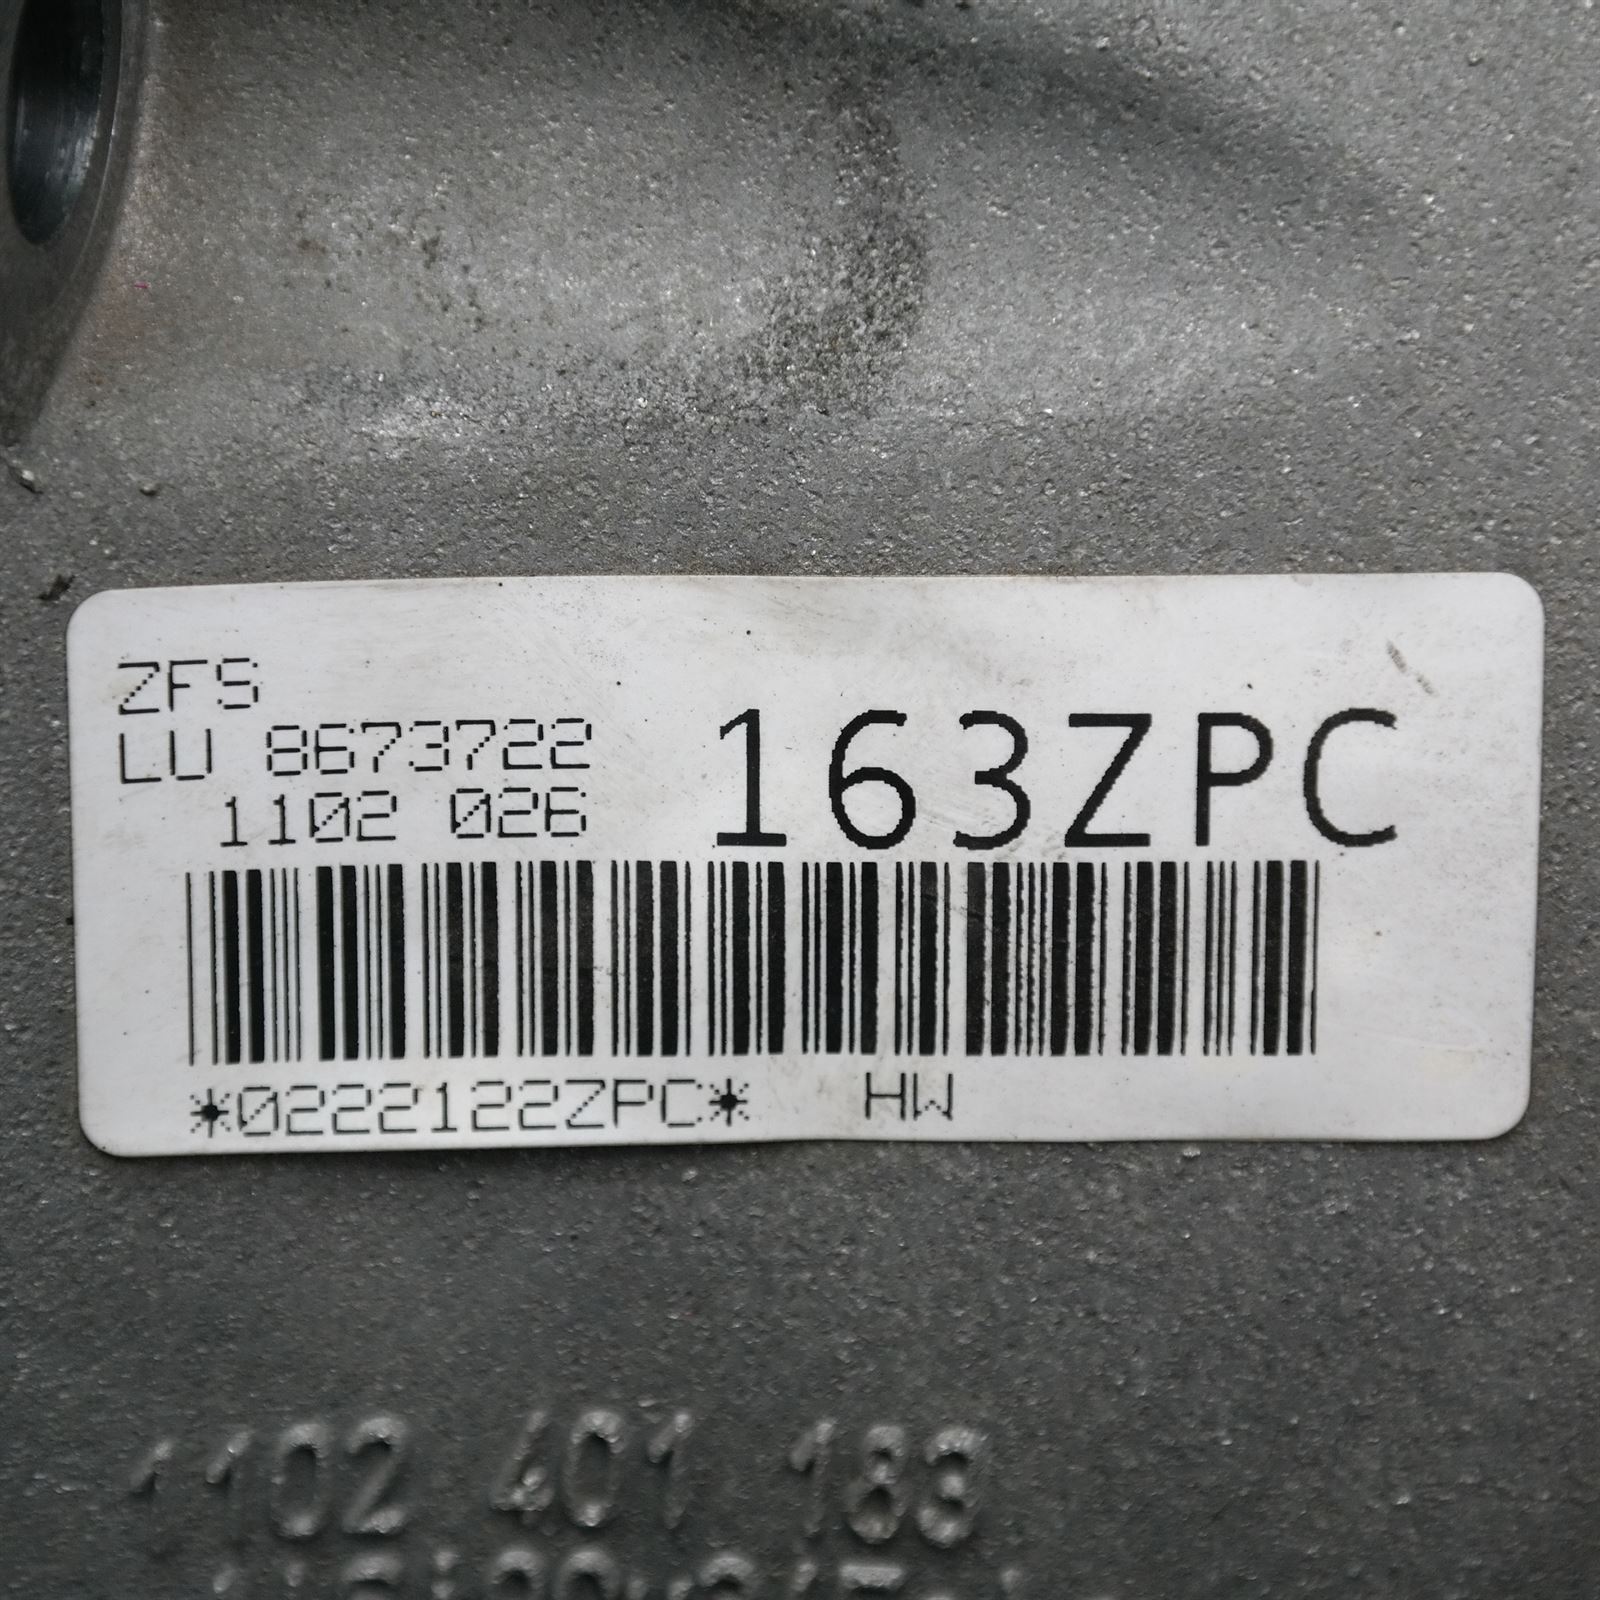 ZFS
LU 8673722
1102 026
163ZPC
*0222122ZPC*
HW
1102 401 183